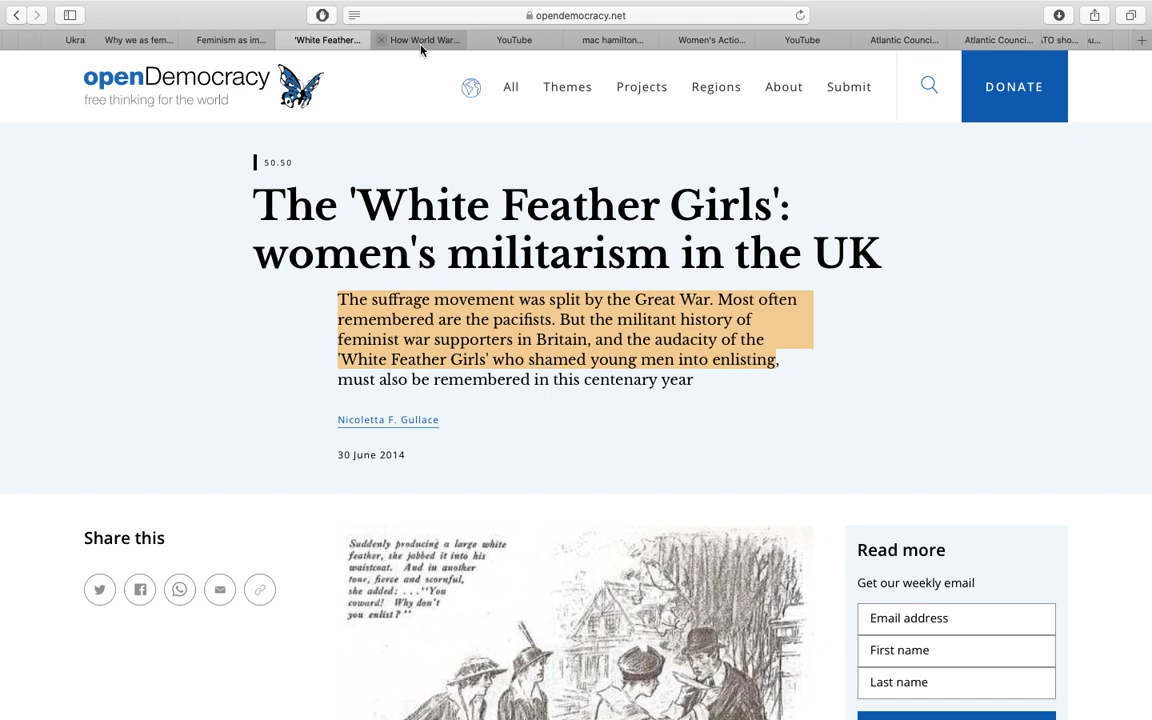 opendemocracy.net
Ukra
Why we as fem...
Feminism as im...
'White Feather...
How World War...
YouTube
mac hamilton...
Women's Actio...
YouTube
Atlantic Counci...
Atlantic Counci...
TO sho...
u...
openDemocracy
free thinking for the world
All
Themes
Projects
Regions
About
Submit
DONATE
50.50
The 'White Feather Girls':
women's militarism in the UK
The suffrage movement was split by the Great War. Most often
remembered are the pacifists. But the militant history of
feminist war supporters in Britain, and the audacity of the
'White Feather Girls' who shamed young men into enlisting,
must also be remembered in this centenary year
Nicoletta F. Gullace
30 June 2014
Share this
Suddenly producing a large white
feather, she jabbed it into his
waistcoat. And in another
tone, fierce and scornful,
she added: ..."You
coward! Why don't
you enlist?"
Read more
Get our weekly email
Email address
First name
Last name